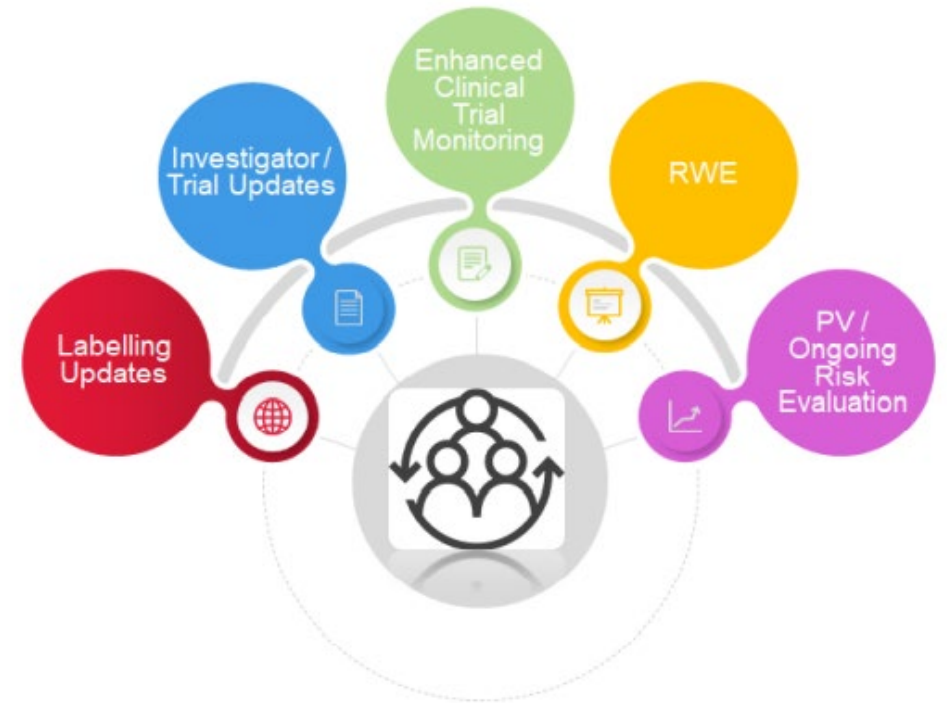 Labelling
Updates
Investigator /
Trial Updates
Enhanced
Clinical
Trial
Monitoring
RWE
PV /
Ongoing
Risk
Evaluation